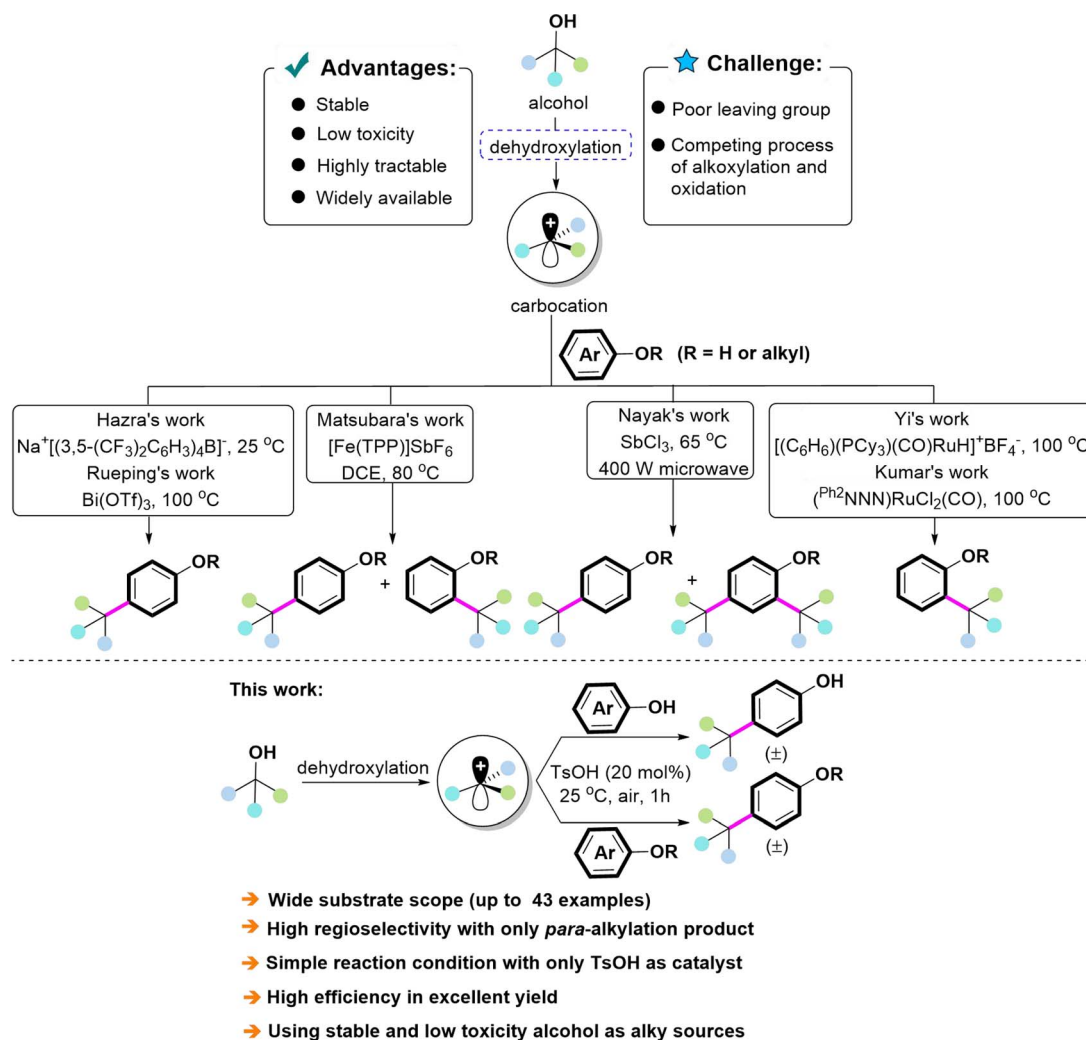 OH
Advantages:
● Stable
● Low toxicity
● Highly tractable
● Widely available
alcohol
dehydroxylation
Challenge:
● Poor leaving group
● Competing process
of alkoxylation and
oxidation
+
carbocation
Ar OR (R = H or alkyl)
Hazra's work
Na⁺[(3,5-(CF₃)₂C₆H₃)₄B]⁻, 25 °C
Rueping's work
Bi(OTf)₃, 100 °C
Matsubara's work
[Fe(TPP)]SbF₆
DCE, 80 °C
Nayak's work
SbCl₃, 65 °C
400 W microwave
Yi's work
[(C₆H₆)(PCy₃)(CO)RuH]⁺BF₄⁻, 100 °C
Kumar's work
(ᴾʰ²NNN)RuCl₂(CO), 100 °C
OR
OR
+
OR
OR
+
OR
OR
This work:
OH
dehydroxylation
+
Ar OH
TsOH (20 mol%)
25 °C, air, 1h
Ar OR
OH
(±)
OR
(±)
➔ Wide substrate scope (up to 43 examples)
➔ High regioselectivity with only para-alkylation product
➔ Simple reaction condition with only TsOH as catalyst
➔ High efficiency in excellent yield
➔ Using stable and low toxicity alcohol as alky sources